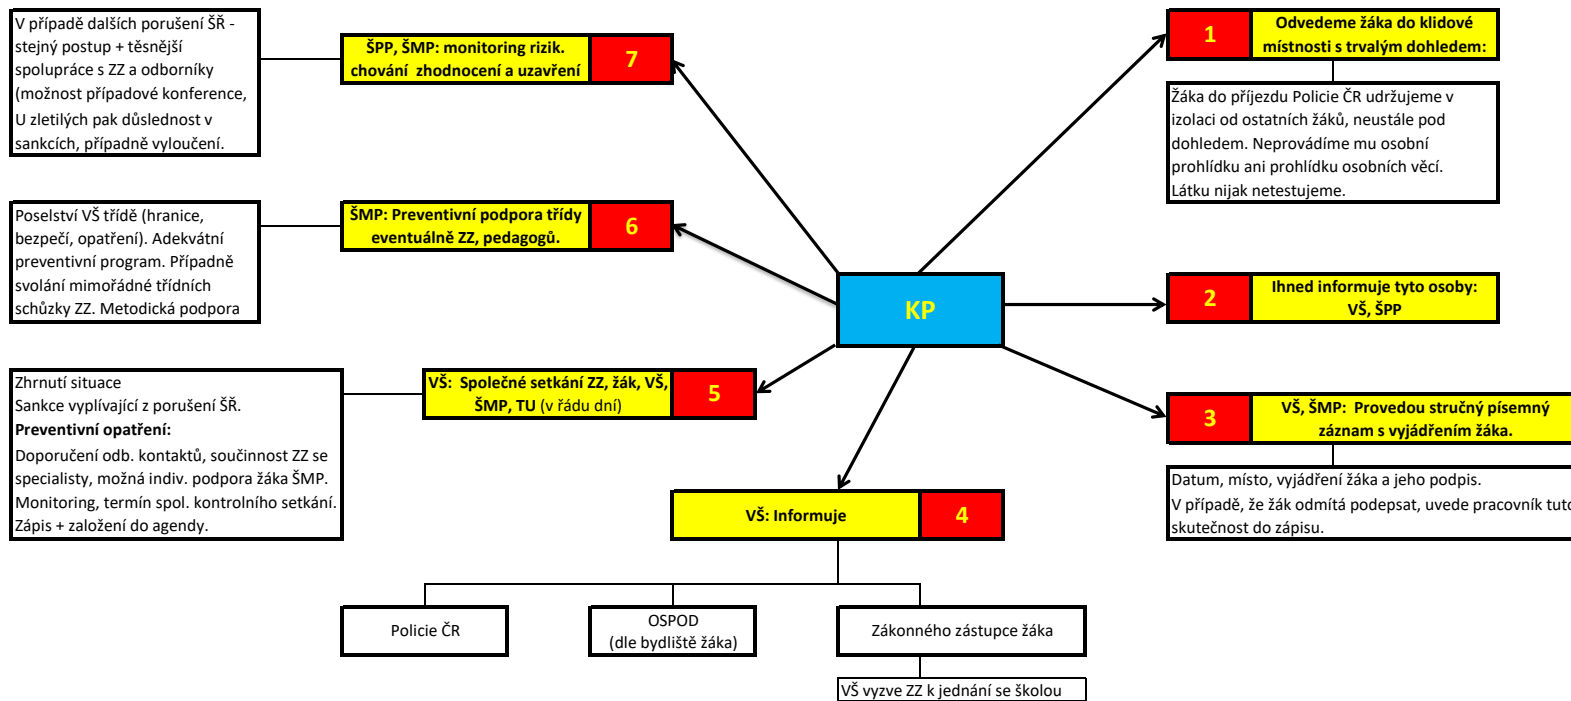 KP
1
Odvedeme žáka do klidové
místnosti s trvalým dohledem:
Žáka do příjezdu Policie ČR udržujeme v
izolaci od ostatních žáků, neustále pod
dohledem. Neprovádíme mu osobní
prohlídku ani prohlídku osobních věcí.
Látku nijak netestujeme.
2
Ihned informuje tyto osoby:
VŠ, ŠPP
3
VŠ, ŠMP:  Provedou stručný písemný
záznam s vyjádřením žáka.
Datum, místo, vyjádření žáka a jeho podpis.
V případě, že žák odmítá podepsat, uvede pracovník tuto
skutečnost do zápisu.
VŠ: Informuje
4
Policie ČR
OSPOD
(dle bydliště žáka)
Zákonného zástupce žáka
VŠ vyzve ZZ k jednání se školou
VŠ:  Společné setkání ZZ, žák, VŠ,
ŠMP, TU (v řádu dní)
5
Zhrnutí situace
Sankce vyplívající z porušení ŠŘ.
Preventivní opatření:
Doporučení odb. kontaktů, součinnost ZZ se
specialisty, možná indiv. podpora žáka ŠMP.
Monitoring, termín spol. kontrolního setkání.
Zápis + založení do agendy.
ŠMP: Preventivní podpora třídy
eventuálně ZZ, pedagogů.
6
Poselství VŠ třídě (hranice,
bezpečí, opatření). Adekvátní
preventivní program. Případně
svolání mimořádné třídních
schůzky ZZ. Metodická podpora
ŠPP, ŠMP: monitoring rizik.
chování  zhodnocení a uzavření
7
V případě dalších porušení ŠŘ -
stejný postup + těsnější
spolupráce s ZZ a odborníky
(možnost případové konference,
U zletilých pak důslednost v
sankcích, případně vyloučení.